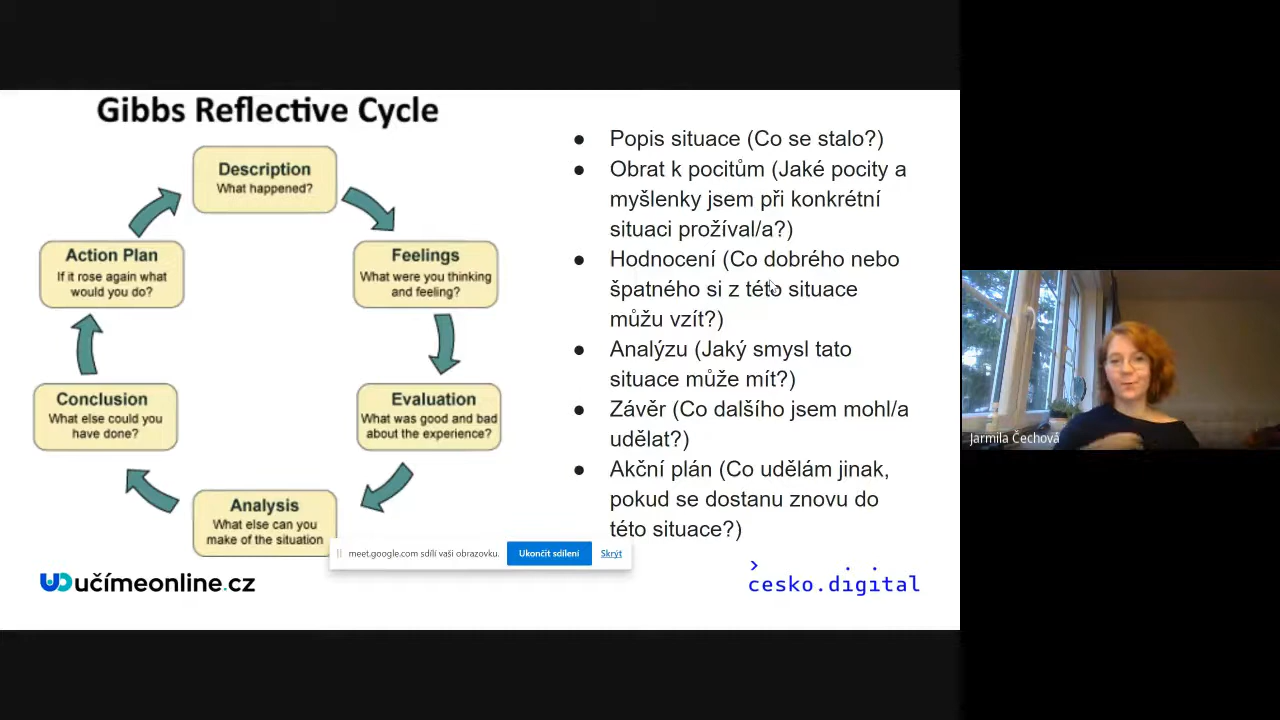 Gibbs Reflective Cycle
Description
What happened?
Feelings
What were you thinking
and feeling?
Evaluation
What was good and bad
about the experience?
Analysis
What else can you
make of the situation
Conclusion
What else could you
have done?
Action Plan
If it rose again what
would you do?
● Popis situace (Co se stalo?)
● Obrat k pocitům (Jaké pocity a
myšlenky jsem při konkrétní
situaci prožíval/a?)
● Hodnocení (Co dobrého nebo
špatného si z této situace
můžu vzít?)
● Analýzu (Jaký smysl tato
situace může mít?)
● Závěr (Co dalšího jsem mohl/a
udělat?)
● Akční plán (Co udělám jinak,
pokud se dostanu znovu do
této situace?)
meet.google.com sdílí vaši obrazovku. Ukončit sdílení Skrýt
učímeonline.cz
cesko.digital
Jarmila Čechová